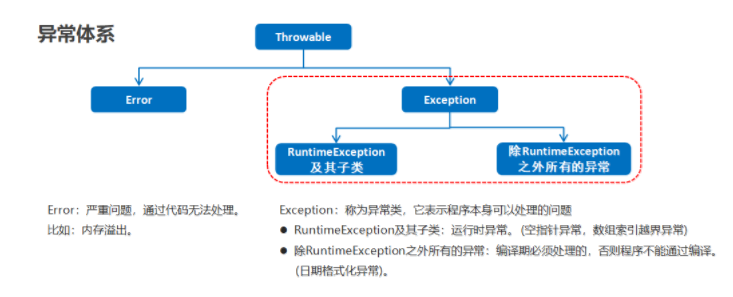 异常体系
Throwable
Error
Exception
RuntimeException
及其子类
除RuntimeException
之外所有的异常
Error：严重问题，通过代码无法处理。
比如：内存溢出。
Exception：称为异常类，它表示程序本身可以处理的问题
● RuntimeException及其子类：运行时异常。(空指针异常，数组索引越界异常)
● 除RuntimeException之外所有的异常：编译期必须处理的，否则程序不能通过编译。
(日期格式化异常)。